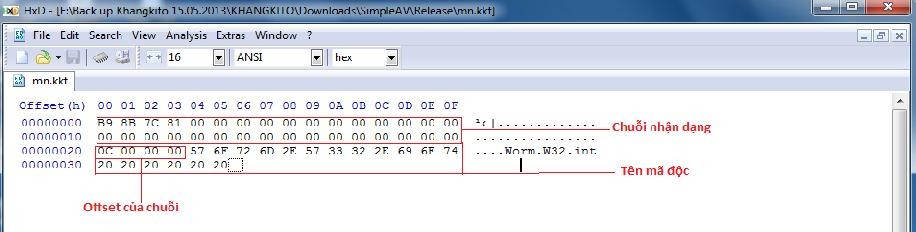 HxD - [E:\Back up Khangkito 15.05.2013\KHANGKITO\Downloads\SimpleAV\Release\mn.kkt]
File Edit Search View Analysis Extras Window ?
16 ANSI hex
mn.kkt
Offset(h) 00 01 02 03 04 05 06 07 08 09 0A 0B 0C 0D 0E 0F
00000000 B9 8B 7C 81 00 00 00 00 00 00 00 00 00 00 00 00 ¹‹|.............
00000010 00 00 00 00 00 00 00 00 00 00 00 00 00 00 00 00 ................
Chuỗi nhận dạng
00000020 0C 00 00 00 57 6F 72 6D 2E 57 33 32 2E 69 6E 74 ....Worm.W32.int
00000030 20 20 20 20 20 20
Tên mã độc
Offset của chuỗi